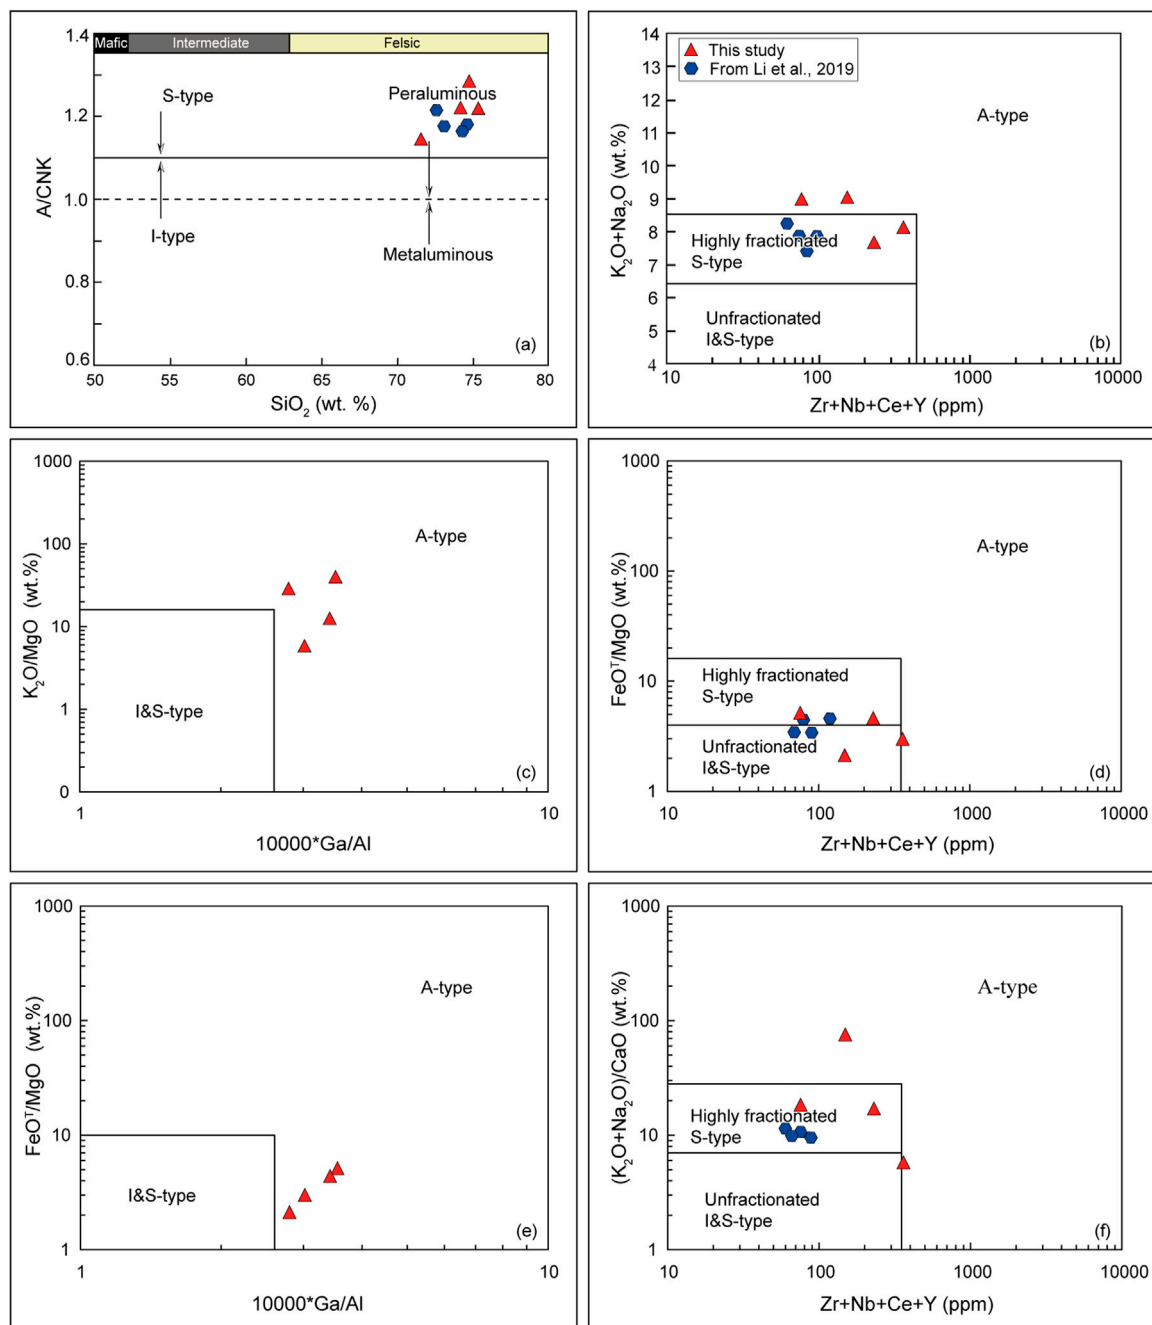 Mafic Intermediate Felsic
1.4
1.2
1.0
0.8
0.6
A/CNK
S-type
I-type
Peraluminous
Metaluminous
(a)
50 55 60 65 70 75 80
SiO₂ (wt. %)
14
13
12
11
10
9
8
7
6
5
4
K₂O+Na₂O (wt.%)
This study
From Li et al., 2019
A-type
Highly fractionated
S-type
Unfractionated
I&S-type
(b)
10 100 1000 10000
Zr+Nb+Ce+Y (ppm)
1000
100
10
1
0
K₂O/MgO (wt.%)
A-type
I&S-type
(c)
1 10
10000*Ga/Al
1000
100
10
1
FeOᵀ/MgO (wt.%)
A-type
Highly fractionated
S-type
Unfractionated
I&S-type
(d)
10 100 1000 10000
Zr+Nb+Ce+Y (ppm)
1000
100
10
1
FeOᵀ/MgO (wt.%)
A-type
I&S-type
(e)
1 10
10000*Ga/Al
1000
100
10
1
(K₂O+Na₂O)/CaO (wt.%)
A-type
Highly fractionated
S-type
Unfractionated
I&S-type
(f)
10 100 1000 10000
Zr+Nb+Ce+Y (ppm)